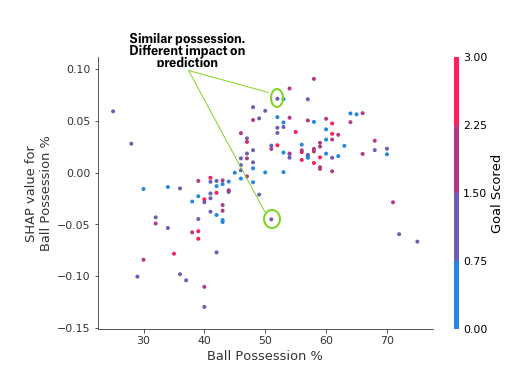 Similar possession.
Different impact on
prediction
0.10
0.05
0.00
−0.05
−0.10
−0.15
SHAP value for
Ball Possession %
30
40
50
60
70
Ball Possession %
3.00
2.25
1.50
0.75
0.00
Goal Scored